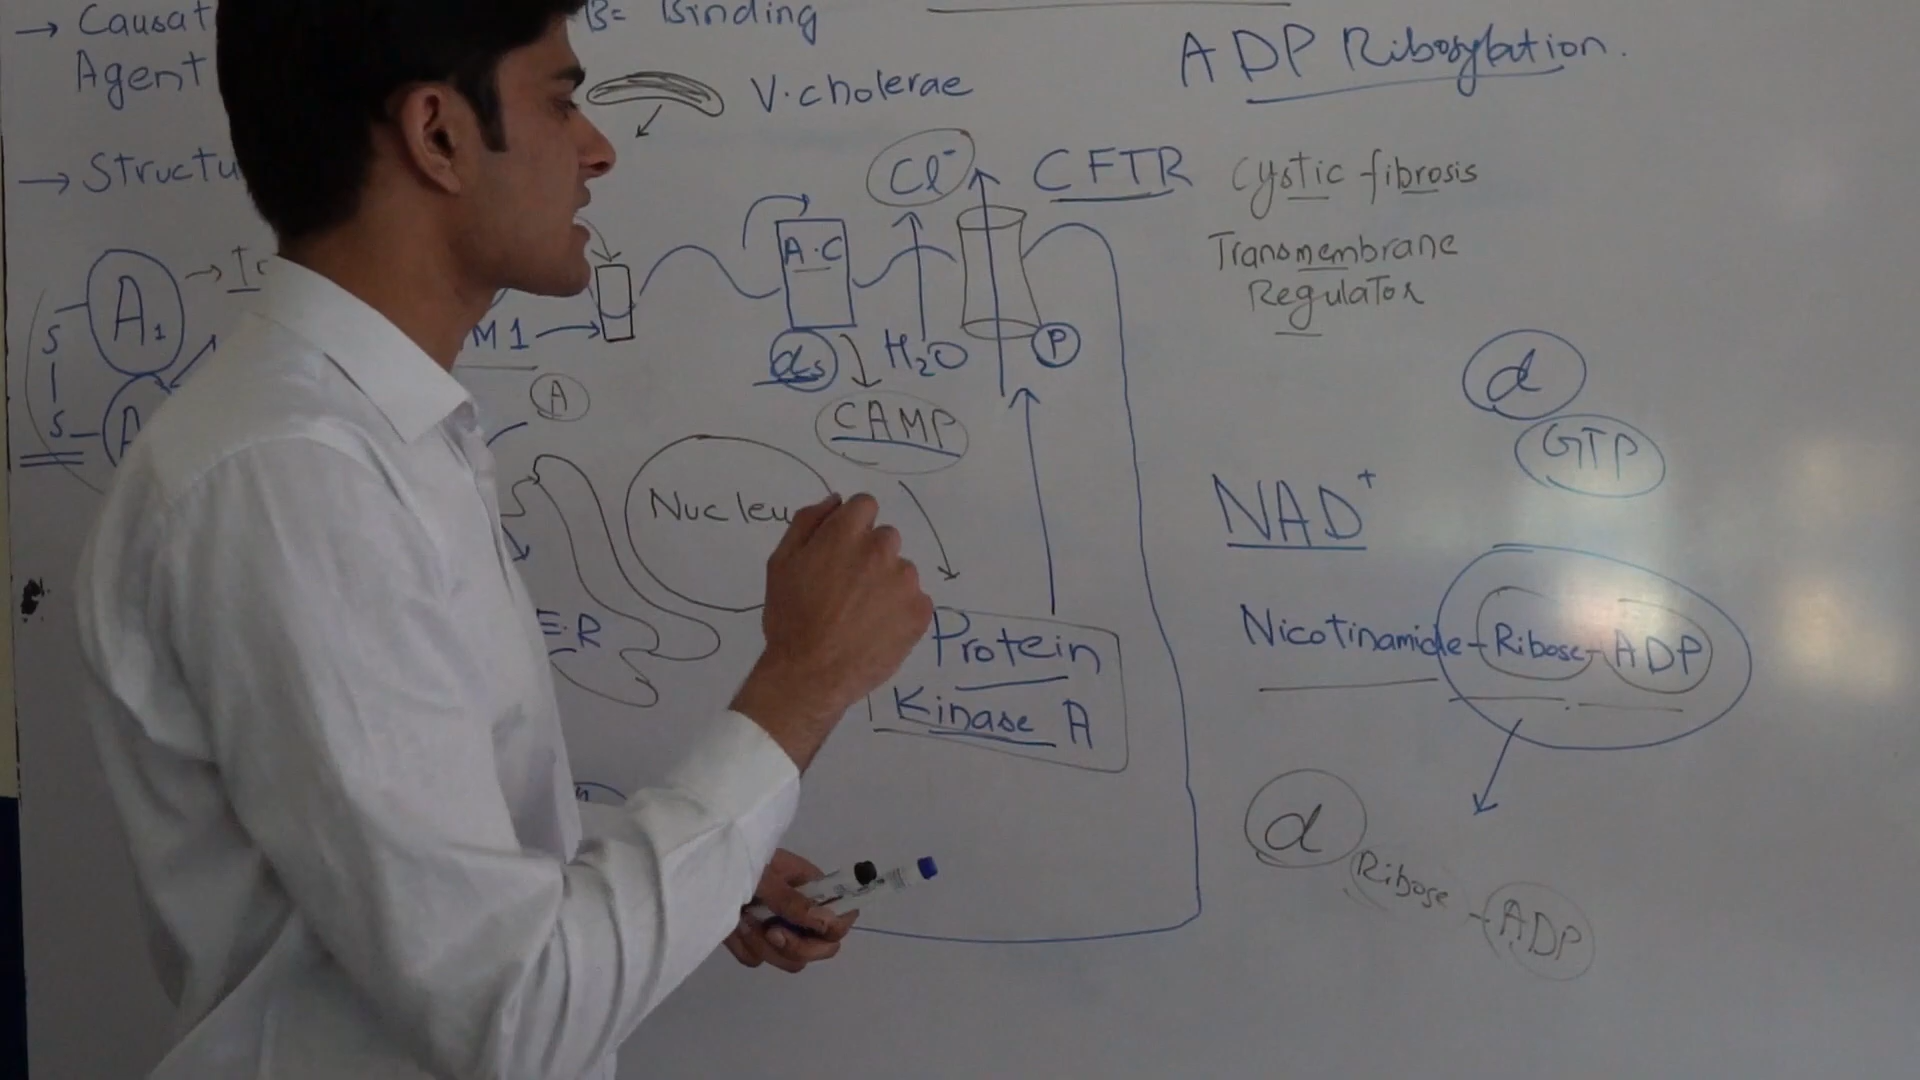 → Causat
Agent
B= Binding
V. cholerae
ADP Ribosylation.
→ Structu
Cl⁻
CFTR
Cystic fibrosis
Transmembrane
Regulator
A.C
A1
S
S
M1
αs
H2O
P
A
CAMP
α
GTP
NAD+
Nucleu
E.R
Protein
Kinase A
Nicotinamide-Ribose-ADP
α Ribose-ADP